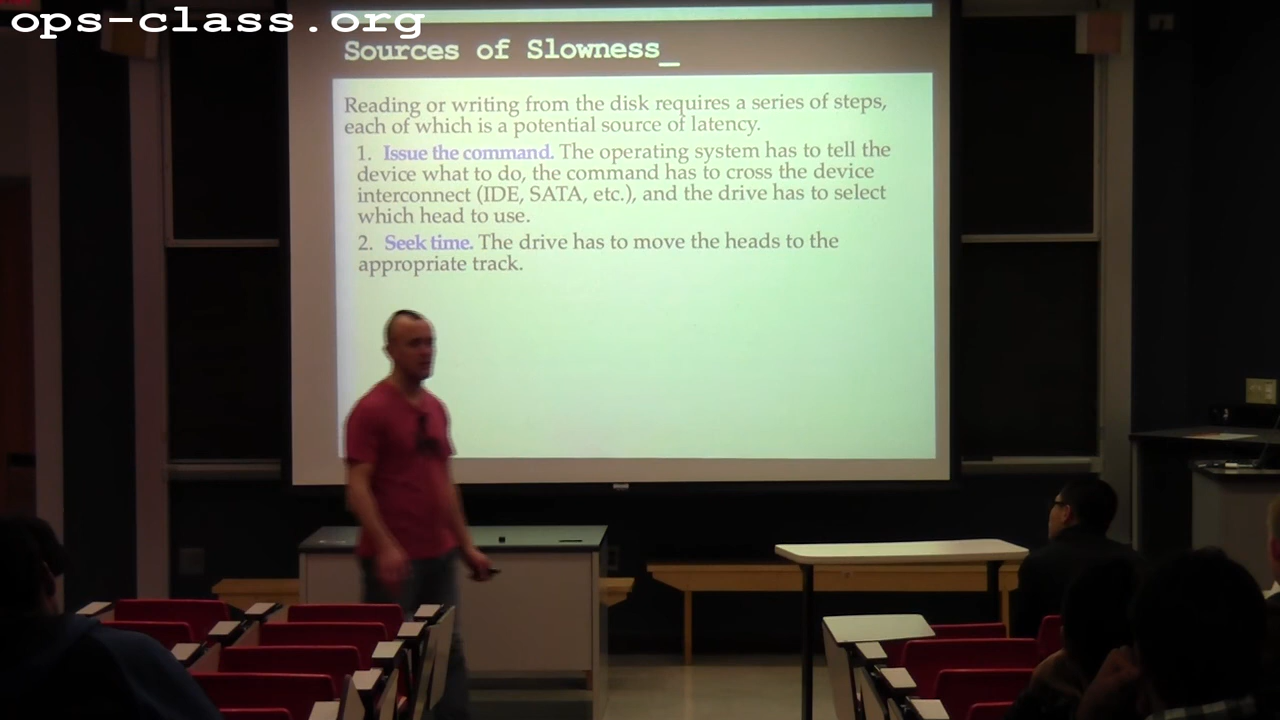 ops-class.org
Sources of Slowness_
Reading or writing from the disk requires a series of steps,
each of which is a potential source of latency.
1. Issue the command. The operating system has to tell the
device what to do, the command has to cross the device
interconnect (IDE, SATA, etc.), and the drive has to select
which head to use.
2. Seek time. The drive has to move the heads to the
appropriate track.